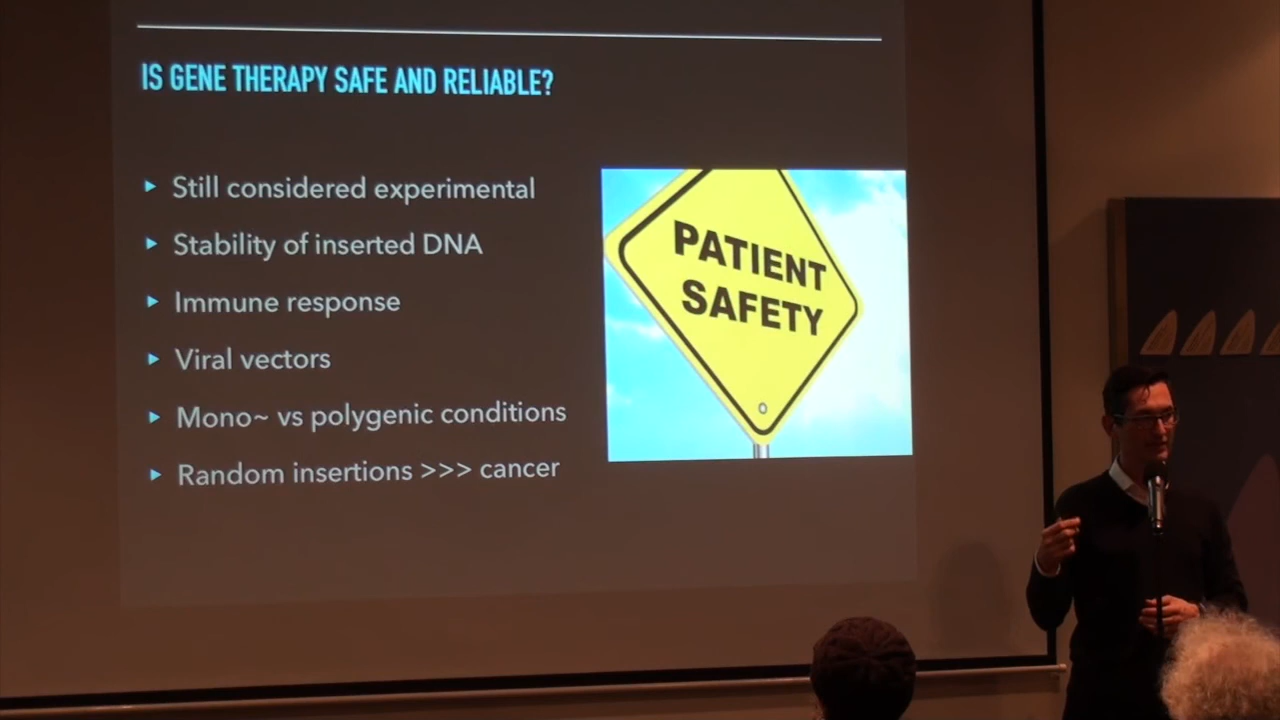 IS GENE THERAPY SAFE AND RELIABLE?
Still considered experimental
Stability of inserted DNA
Immune response
Viral vectors
Mono~ vs polygenic conditions
Random insertions >>> cancer
PATIENT
SAFETY